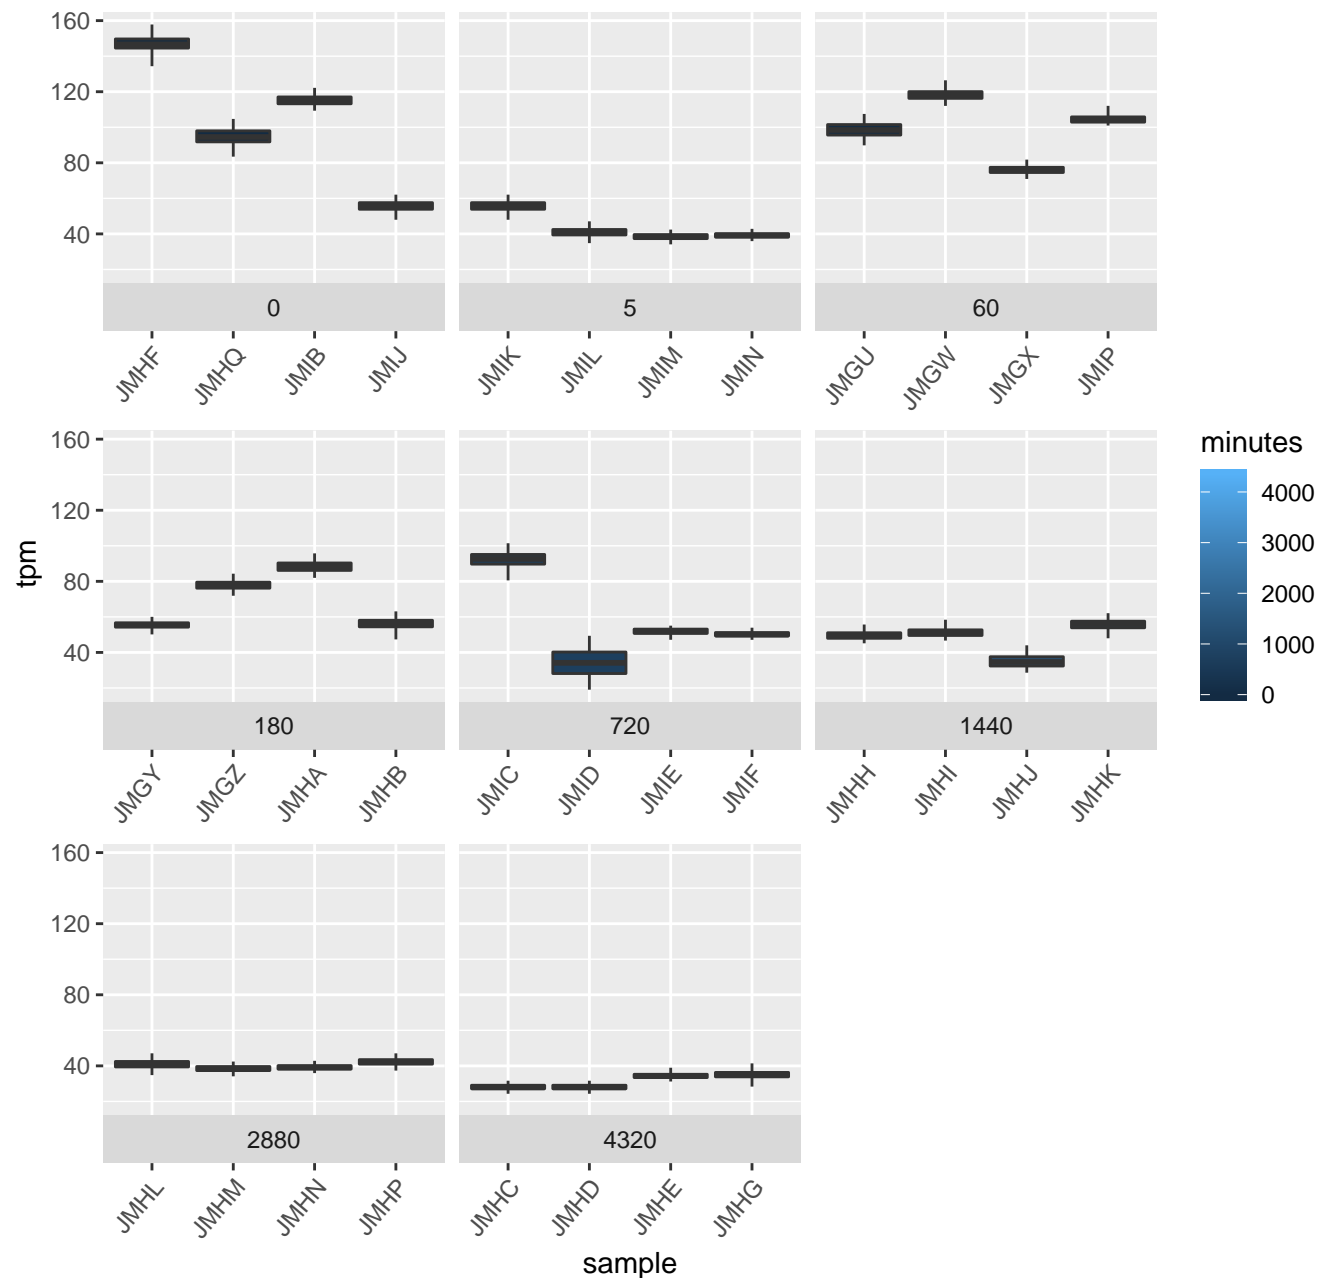 160
120
80
40
0
5
60
JMHF
JMHQ
JMIB
JMIJ
JMIK
JMIL
JMIM
JMIN
JMGU
JMGW
JMGX
JMIP
tpm
160
120
80
40
180
720
1440
JMGY
JMGZ
JMHA
JMHB
JMIC
JMID
JMIE
JMIF
JMHH
JMHI
JMHJ
JMHK
minutes
4000
3000
2000
1000
0
160
120
80
40
2880
4320
JMHL
JMHM
JMHN
JMHP
JMHC
JMHD
JMHE
JMHG
sample